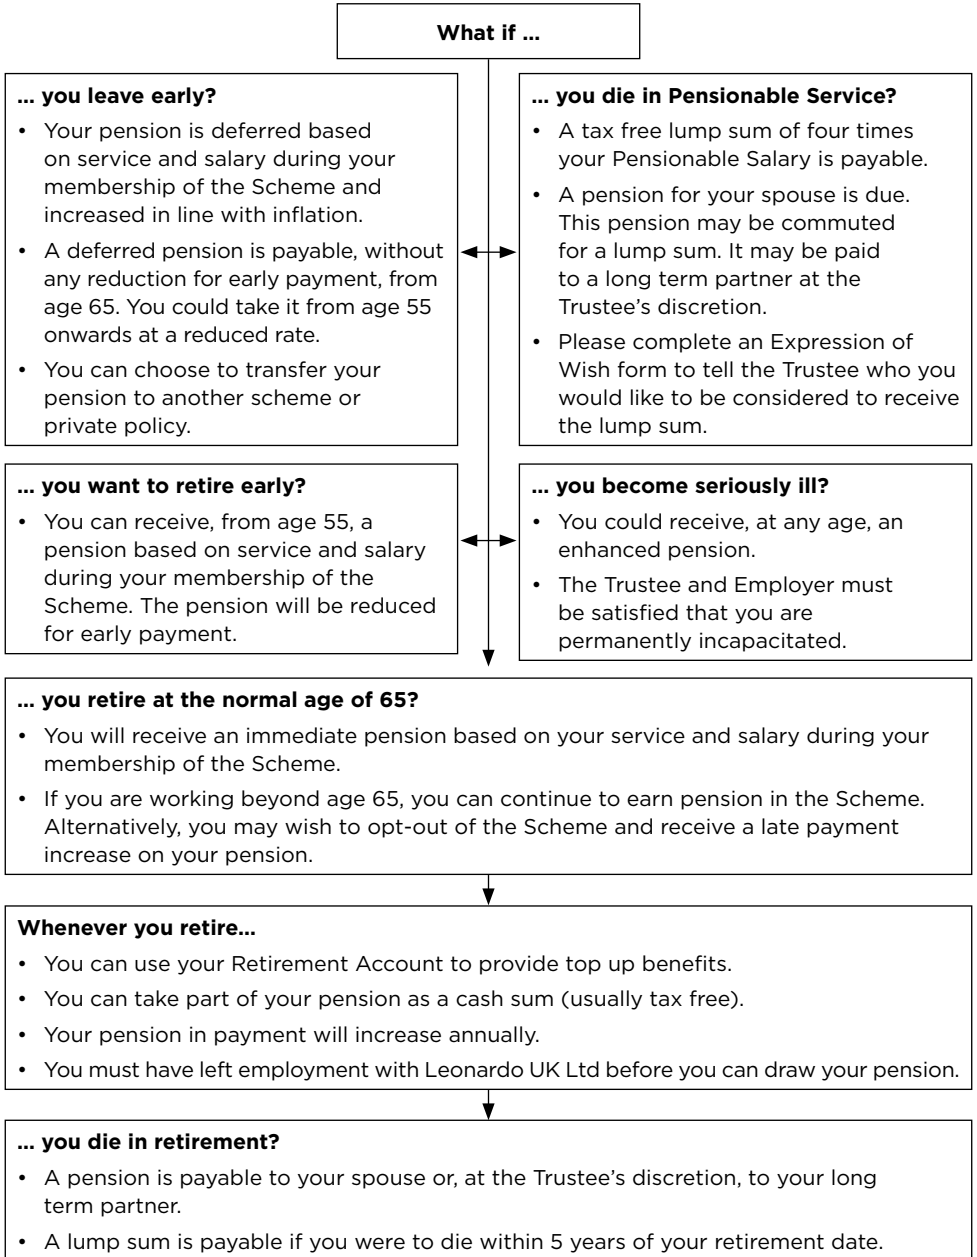 What if ...
... you leave early?
• Your pension is deferred based
on service and salary during your
membership of the Scheme and
increased in line with inflation.
• A deferred pension is payable, without
any reduction for early payment, from
age 65. You could take it from age 55
onwards at a reduced rate.
• You can choose to transfer your
pension to another scheme or
private policy.
... you die in Pensionable Service?
• A tax free lump sum of four times
your Pensionable Salary is payable.
• A pension for your spouse is due.
This pension may be commuted
for a lump sum. It may be paid
to a long term partner at the
Trustee’s discretion.
• Please complete an Expression of
Wish form to tell the Trustee who you
would like to be considered to receive
the lump sum.
... you want to retire early?
• You can receive, from age 55, a
pension based on service and salary
during your membership of the
Scheme. The pension will be reduced
for early payment.
... you become seriously ill?
• You could receive, at any age, an
enhanced pension.
• The Trustee and Employer must
be satisfied that you are
permanently incapacitated.
... you retire at the normal age of 65?
• You will receive an immediate pension based on your service and salary during your
membership of the Scheme.
• If you are working beyond age 65, you can continue to earn pension in the Scheme.
Alternatively, you may wish to opt-out of the Scheme and receive a late payment
increase on your pension.
Whenever you retire...
• You can use your Retirement Account to provide top up benefits.
• You can take part of your pension as a cash sum (usually tax free).
• Your pension in payment will increase annually.
• You must have left employment with Leonardo UK Ltd before you can draw your pension.
... you die in retirement?
• A pension is payable to your spouse or, at the Trustee’s discretion, to your long
term partner.
• A lump sum is payable if you were to die within 5 years of your retirement date.